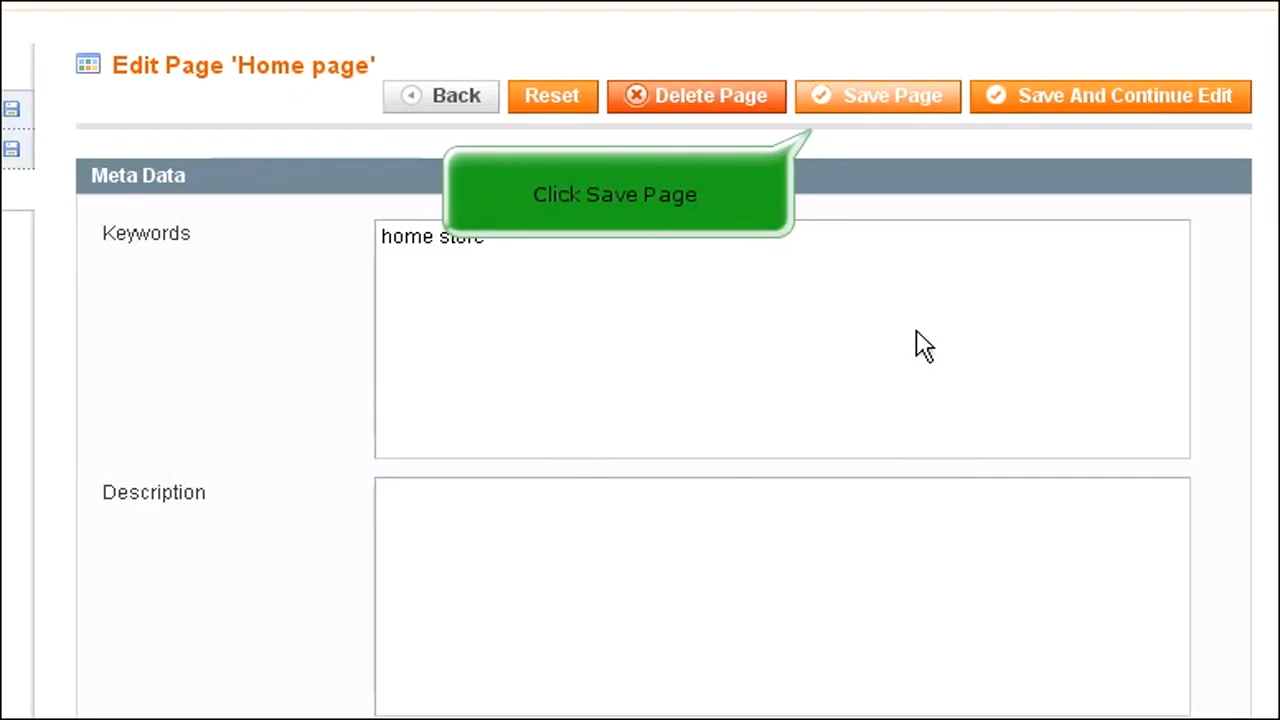 Edit Page 'Home page'
Back Reset Delete Page Save Page Save And Continue Edit
Meta Data
Click Save Page
Keywords
home store
Description